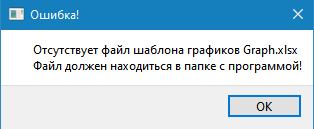 Ошибка!
Отсутствует файл шаблона графиков Graph.xlsx
Файл должен находиться в папке с программой!
OK